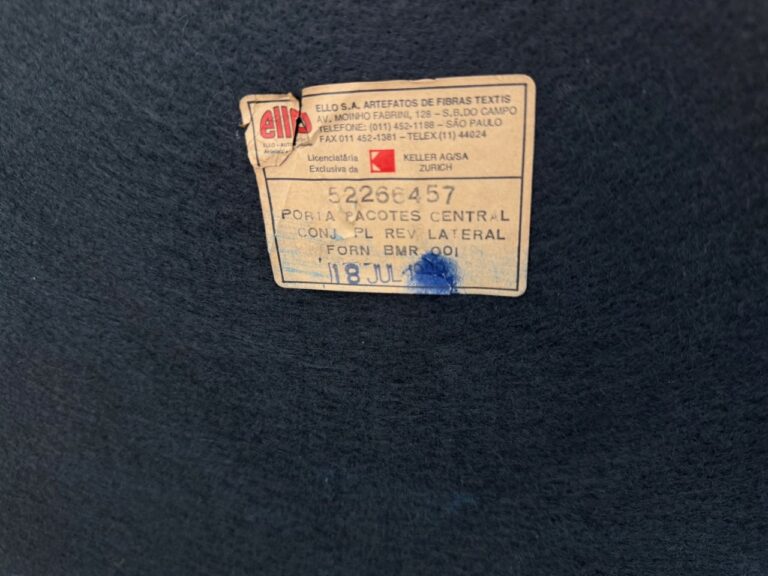 ello
ELLO S.A. ARTEFATOS DE FIBRAS TEXTIS
AV. MOINHO FABRINI, 128 – S.B.DO CAMPO
TELEFONE: (011) 452-1188 – SÃO PAULO
FAX 011 452-1381 – TELEX (11) 44024
Licenciatária
Exclusiva da
KELLER AG/SA
ZURICH
52266457
PORTA PACOTES CENTRAL
CONJ. PL REV LATERAL
FORN BMR 001
18 JUL